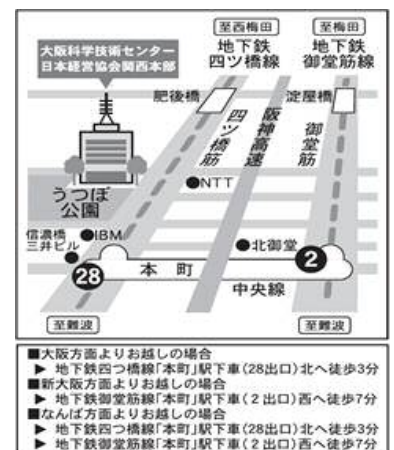 至西梅田
至梅田
大阪科学技術センター
日本経営協会関西本部
地下鉄
四ツ橋線
地下鉄
御堂筋線
肥後橋
淀屋橋
四ツ橋筋
阪神高速
御堂筋
●NTT
うつぼ
公園
信濃橋
三井ビル
●IBM
●北御堂
2
28
本町
中央線
至難波
至難波
■大阪方面よりお越しの場合
▶ 地下鉄四つ橋線「本町」駅下車(28出口)北へ徒歩3分
■新大阪方面よりお越しの場合
▶ 地下鉄御堂筋線「本町」駅下車(2出口)西へ徒歩7分
■なんば方面よりお越しの場合
▶ 地下鉄四つ橋線「本町」駅下車(28出口)北へ徒歩3分
▶ 地下鉄御堂筋線「本町」駅下車(2出口)西へ徒歩7分